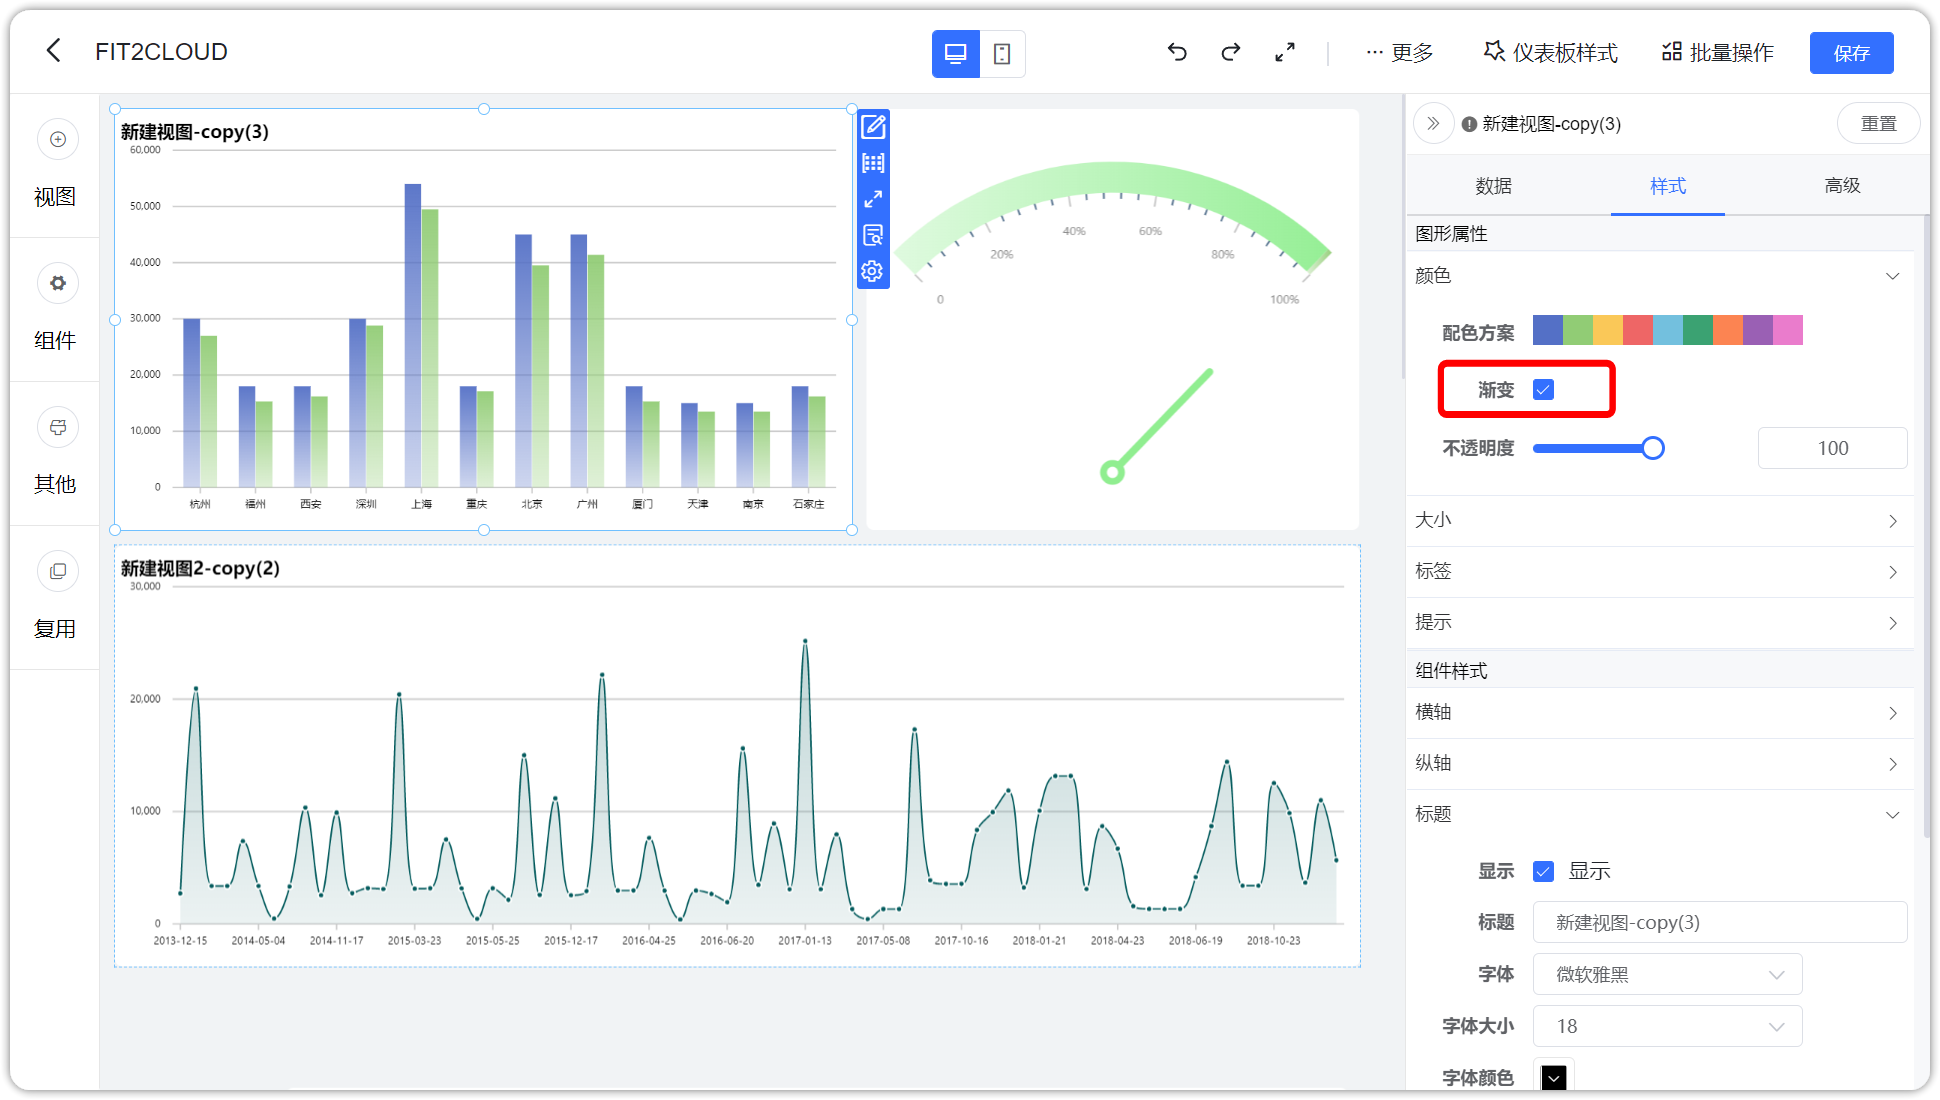 FIT2CLOUD
更多
仪表板样式
批量操作
保存
视图
组件
其他
复用
新建视图-copy(3)
60,000
50,000
40,000
30,000
20,000
10,000
0
杭州 福州 西安 深圳 上海 重庆 北京 广州 厦门 天津 南京 石家庄
0 20% 40% 60% 80% 100%
新建视图2-copy(2)
30,000
20,000
10,000
0
2013-12-15 2014-05-04 2014-11-17 2015-03-23 2015-05-25 2015-12-17 2016-04-25 2016-06-20 2017-01-13 2017-05-08 2017-10-16 2018-01-21 2018-04-23 2018-06-19 2018-10-23
新建视图-copy(3)
重置
数据 样式 高级
图形属性
颜色
配色方案
渐变
不透明度 100
大小
标签
提示
组件样式
横轴
纵轴
标题
显示 显示
标题 新建视图-copy(3)
字体 微软雅黑
字体大小 18
字体颜色